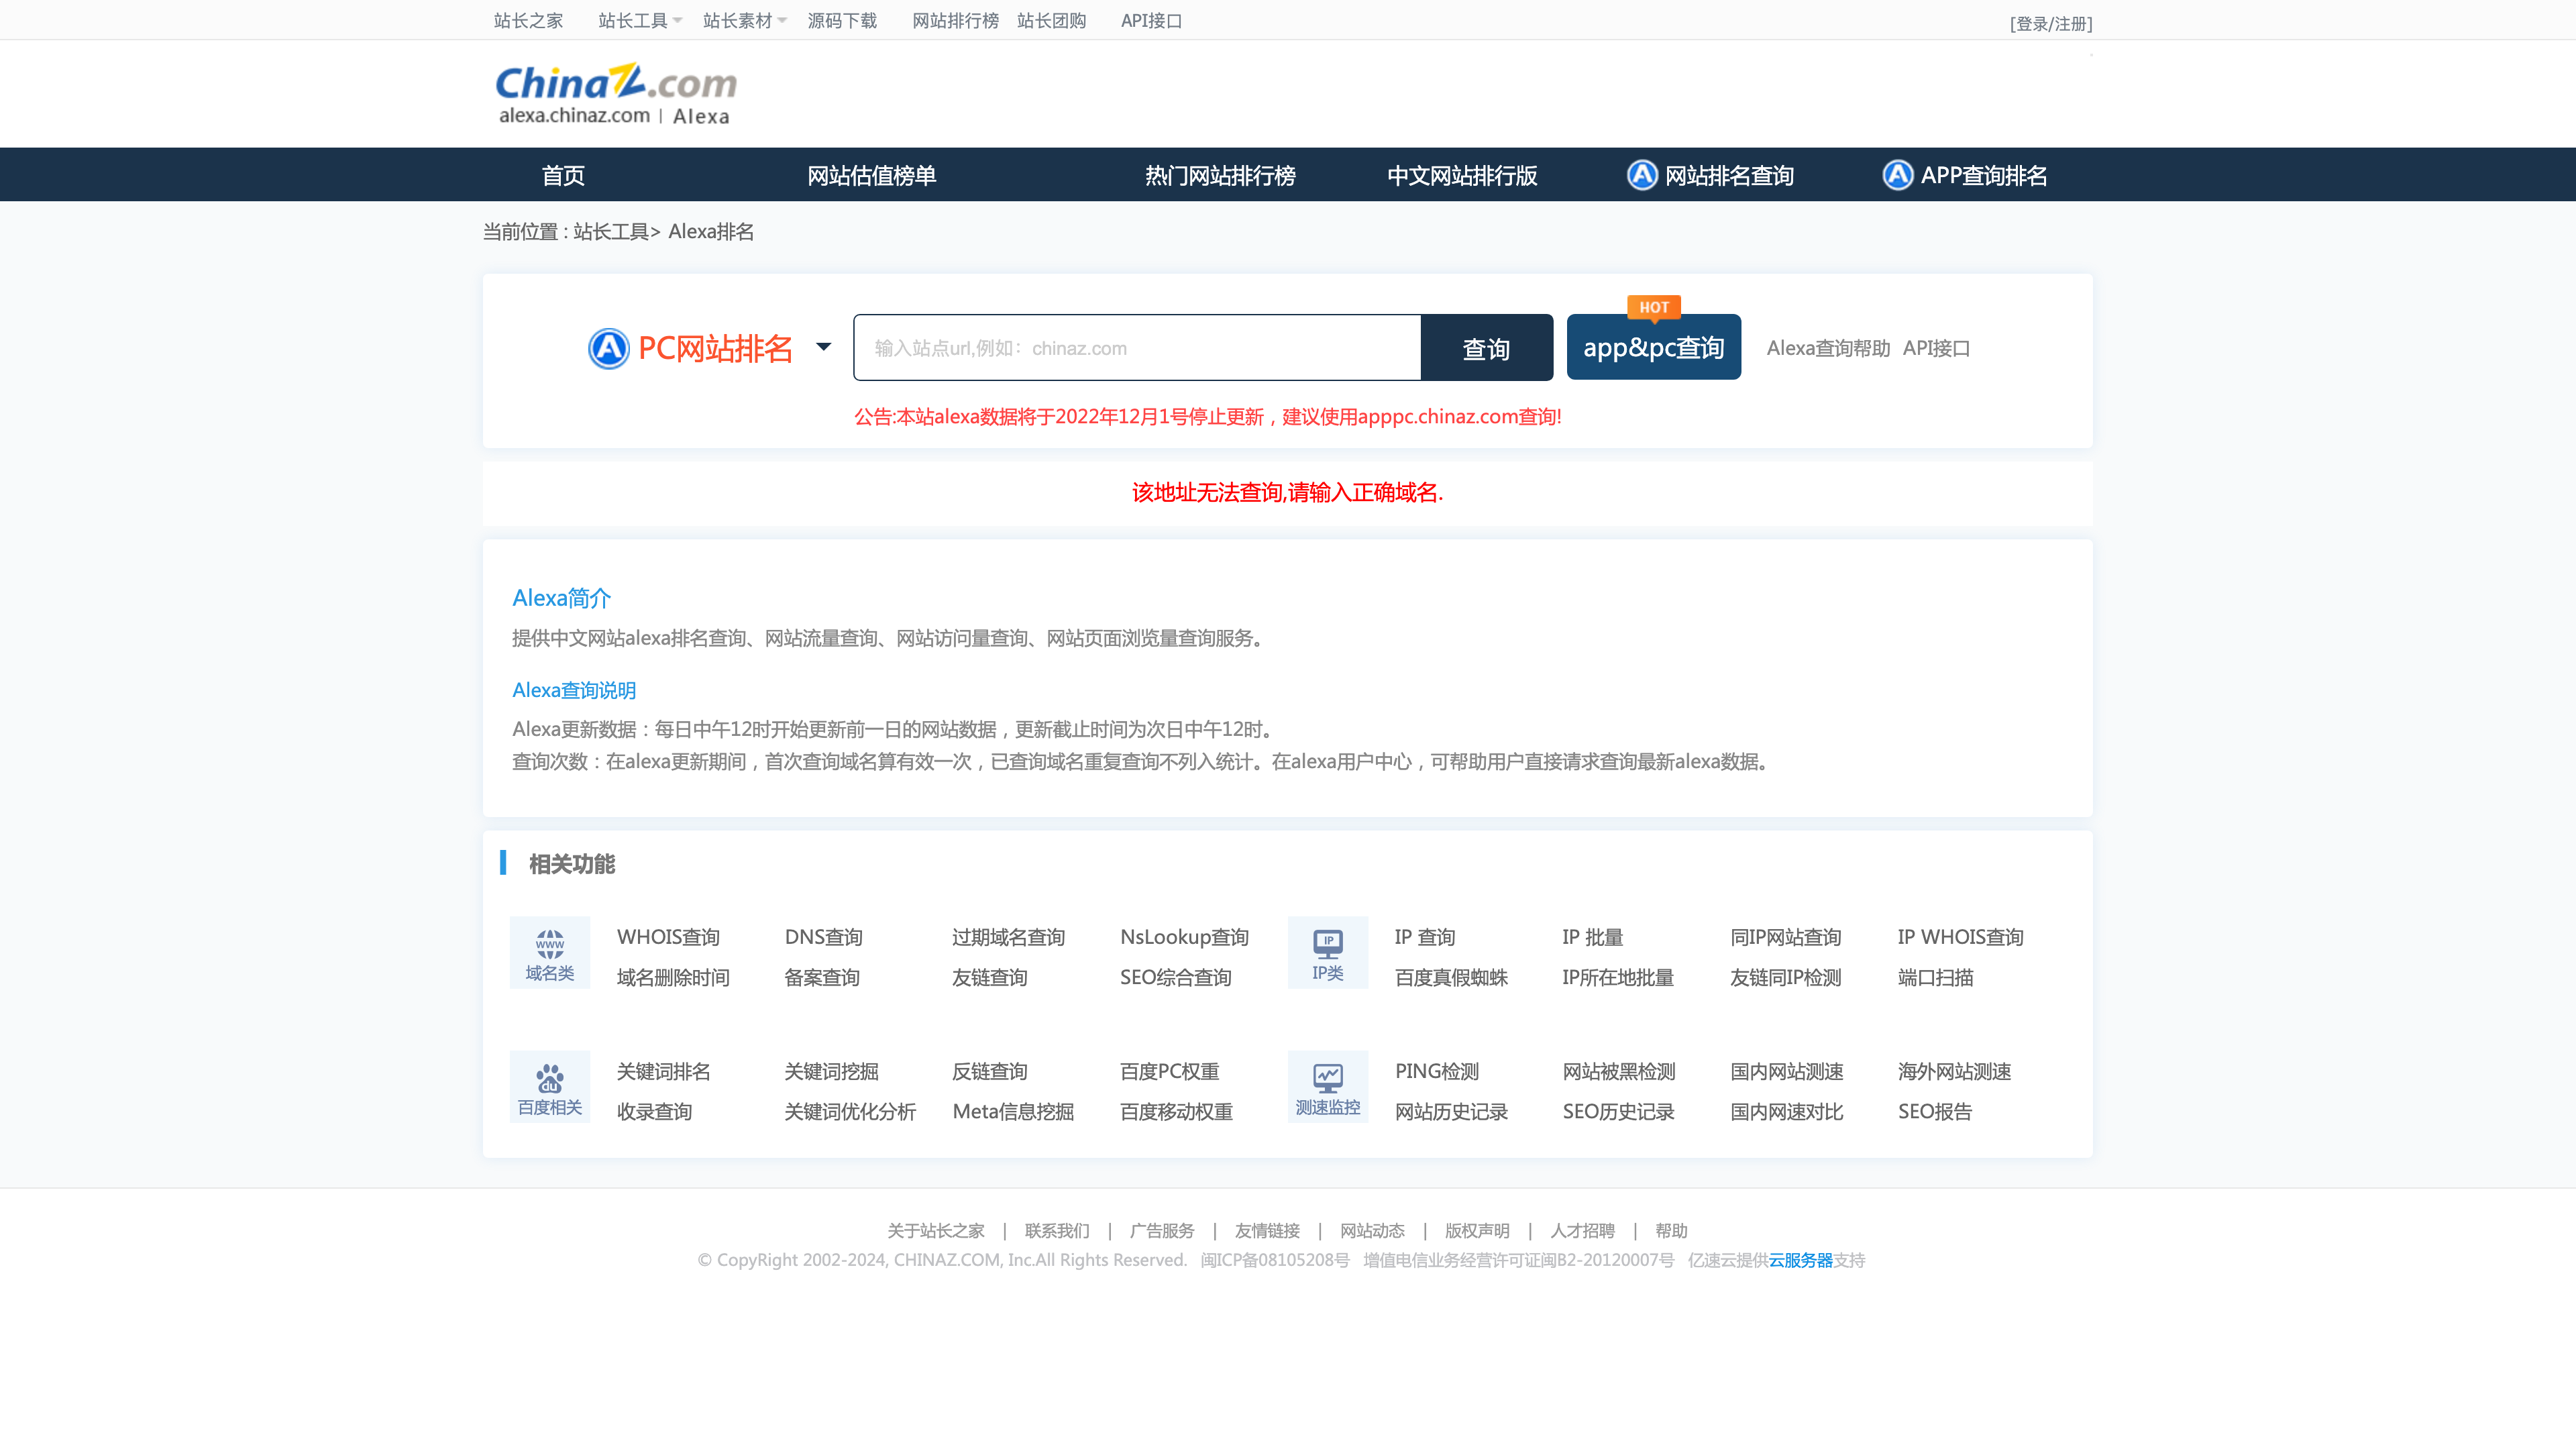 站长之家 站长工具 站长素材 源码下载 网站排行榜 站长团购 API接口 [登录/注册]
ChinaZ.com
alexa.chinaz.com | Alexa
首页 网站估值榜单 热门网站排行榜 中文网站排行版 网站排名查询 APP查询排名
当前位置 : 站长工具> Alexa排名
HOT
PC网站排名 输入站点url,例如：chinaz.com 查询 app&pc查询 Alexa查询帮助 API接口
公告:本站alexa数据将于2022年12月1号停止更新，建议使用apppc.chinaz.com查询!
该地址无法查询,请输入正确域名.
Alexa简介
提供中文网站alexa排名查询、网站流量查询、网站访问量查询、网站页面浏览量查询服务。
Alexa查询说明
Alexa更新数据：每日中午12时开始更新前一日的网站数据，更新截止时间为次日中午12时。
查询次数：在alexa更新期间，首次查询域名算有效一次，已查询域名重复查询不列入统计。在alexa用户中心，可帮助用户直接请求查询最新alexa数据。
相关功能
WWW
域名类
WHOIS查询 DNS查询 过期域名查询 NsLookup查询
域名删除时间 备案查询 友链查询 SEO综合查询
IP
IP类
IP 查询 IP 批量 同IP网站查询 IP WHOIS查询
百度真假蜘蛛 IP所在地批量 友链同IP检测 端口扫描
du
百度相关
关键词排名 关键词挖掘 反链查询 百度PC权重
收录查询 关键词优化分析 Meta信息挖掘 百度移动权重
测速监控
PING检测 网站被黑检测 国内网站测速 海外网站测速
网站历史记录 SEO历史记录 国内网速对比 SEO报告
关于站长之家 | 联系我们 | 广告服务 | 友情链接 | 网站动态 | 版权声明 | 人才招聘 | 帮助
© CopyRight 2002-2024, CHINAZ.COM, Inc.All Rights Reserved. 闽ICP备08105208号 增值电信业务经营许可证闽B2-20120007号 亿速云提供云服务器支持